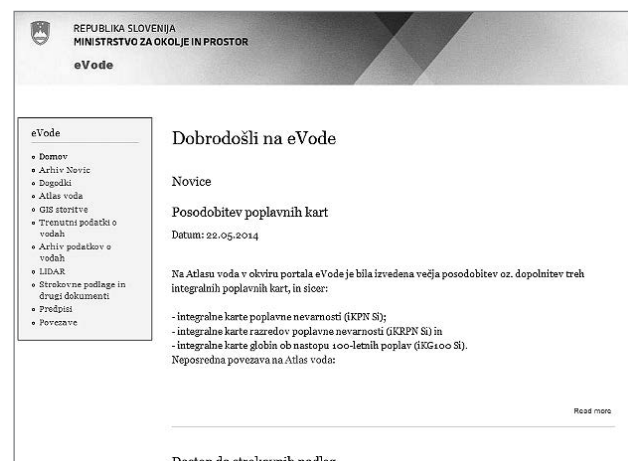 REPUBLIKA SLOVENIJA
MINISTRSTVO ZA OKOLJE IN PROSTOR
eVode
eVode
Domov
Arhiv Novic
Dogodki
Atlas voda
GIS storitve
Trenutni podatki o
vodah
Arhiv podatkov o
vodah
LIDAR
Strokovne podlage in
drugi dokumenti
Predpisi
Povezave
Dobrodošli na eVode
Novice
Posodobitev poplavnih kart
Datum: 22.05.2014
Na Atlasu voda v okviru portala eVode je bila izvedena večja posodobitev oz. dopolnitev treh
integralnih poplavnih kart, in sicer:
- integralne karte poplavne nevarnosti (iKPN Si);
- integralne karte razredov poplavne nevarnosti (iKRPN Si) in
- integralne karte globin ob nastopu 100-letnih poplav (iKG100 Si).
Neposredna povezava na Atlas voda:
Read more
Dostop do strokovnih podlag